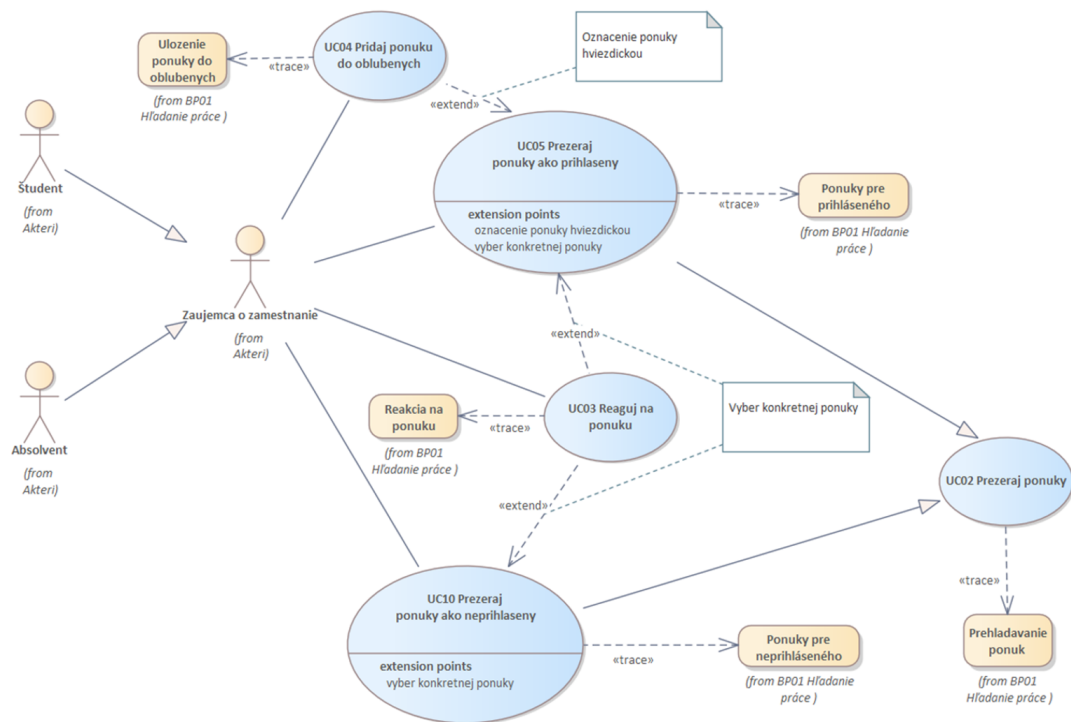 Ulozenie
ponuky do
oblubenych
(from BP01
Hľadanie práce )
«trace»
UC04 Pridaj ponuku
do oblubenych
Oznacenie ponuky
hviezdickou
«extend»
Študent
(from
Akteri)
UC05 Prezeraj
ponuky ako prihlaseny
extension points
oznacenie ponuky hviezdickou
vyber konkretnej ponuky
«trace»
Ponuky pre
prihláseného
(from BP01 Hľadanie
práce )
Zaujemca o zamestnanie
(from
Akteri)
«extend»
Absolvent
(from
Akteri)
Reakcia na
ponuku
(from BP01
Hľadanie práce )
«trace»
UC03 Reaguj na
ponuku
Vyber konkretnej ponuky
«extend»
UC02 Prezeraj ponuky
«trace»
UC10 Prezeraj
ponuky ako neprihlaseny
extension points
vyber konkretnej ponuky
«trace»
Ponuky pre
neprihláseného
(from BP01 Hľadanie
práce )
Prehladavanie
ponuk
(from BP01
Hľadanie práce )